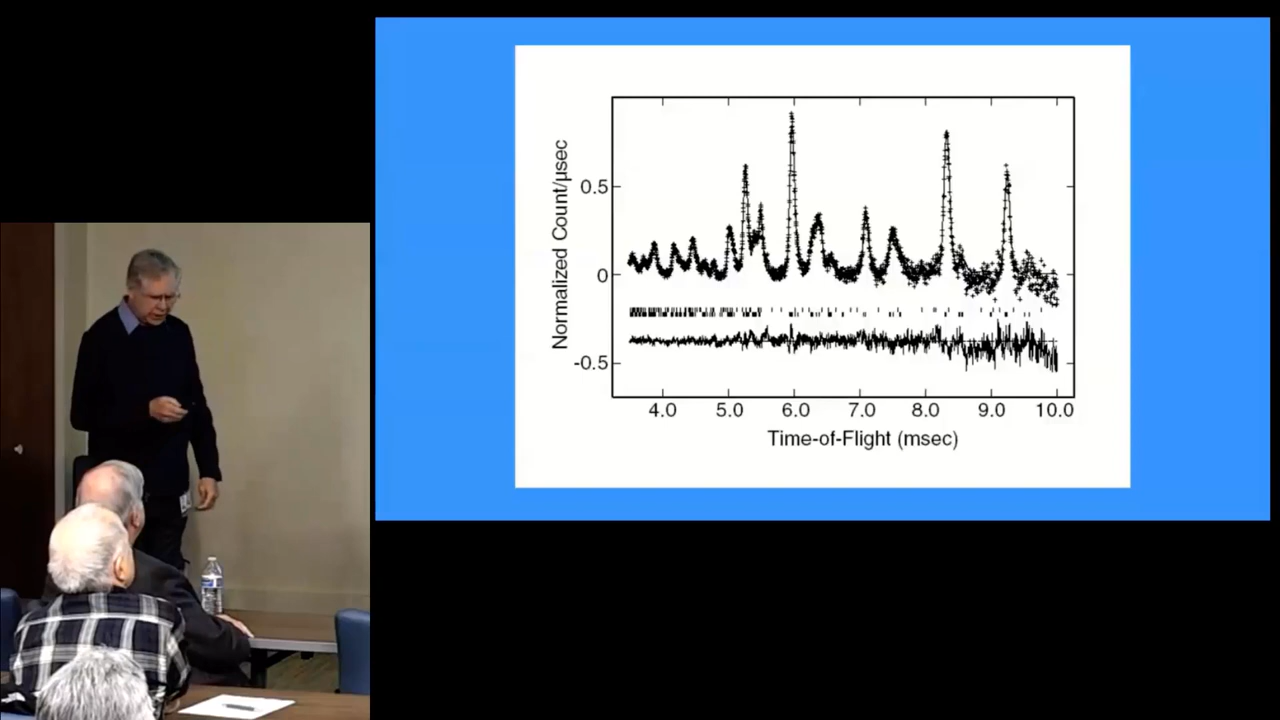 Normalized Count/μsec
0.5
0
-0.5
4.0 5.0 6.0 7.0 8.0 9.0 10.0
Time-of-Flight (msec)